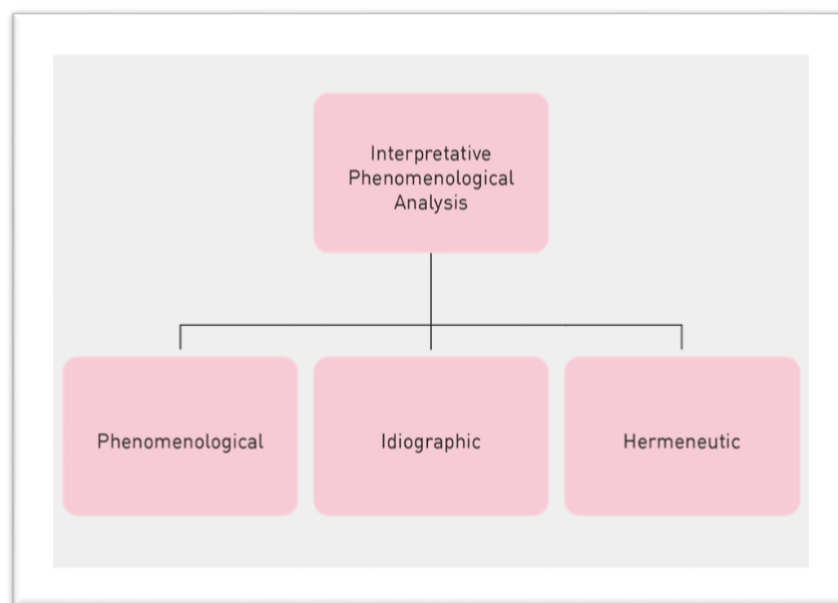 Interpretative
Phenomenological
Analysis
Phenomenological
Idiographic
Hermeneutic